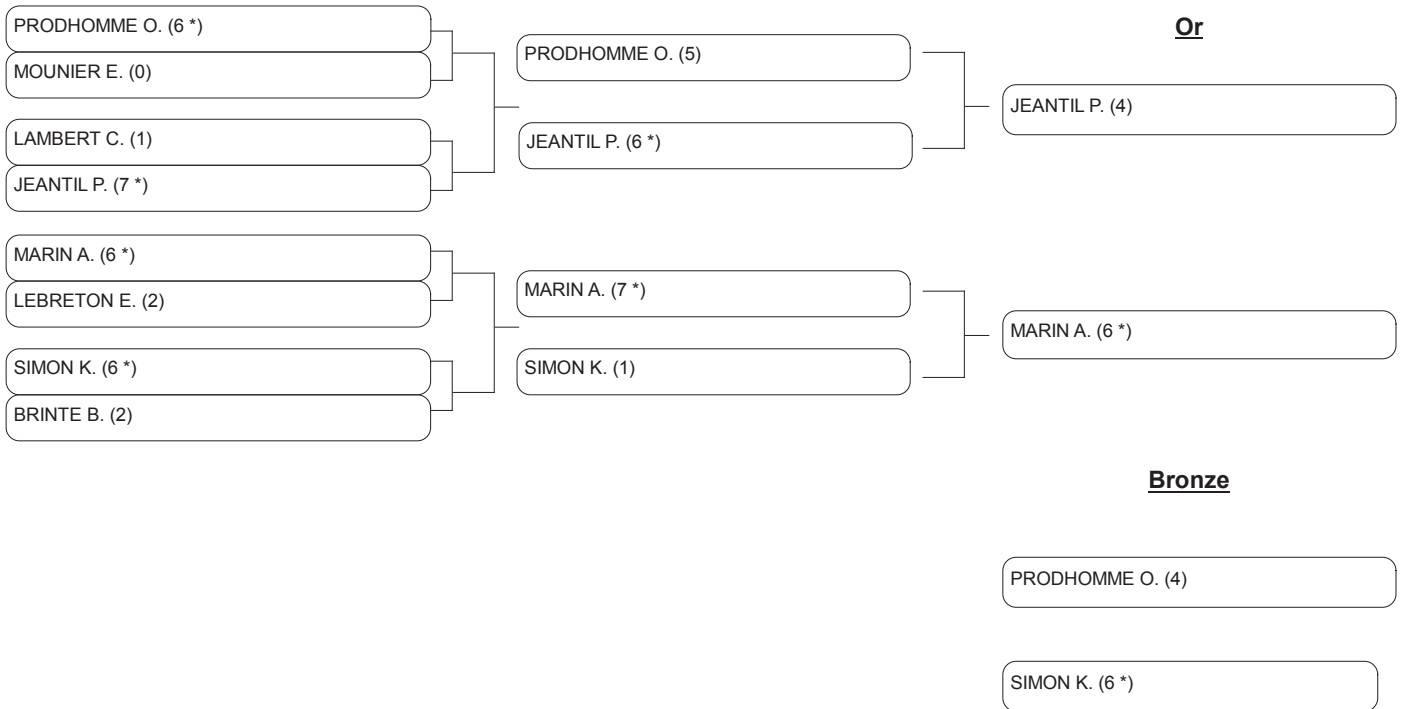 PRODHOMME O. (6 *)
MOUNIER E. (0)
LAMBERT C. (1)
JEANTIL P. (7 *)
MARIN A. (6 *)
LEBRETON E. (2)
SIMON K. (6 *)
BRINTE B. (2)
PRODHOMME O. (5)
JEANTIL P. (6 *)
MARIN A. (7 *)
SIMON K. (1)
Or
JEANTIL P. (4)
MARIN A. (6 *)
Bronze
PRODHOMME O. (4)
SIMON K. (6 *)